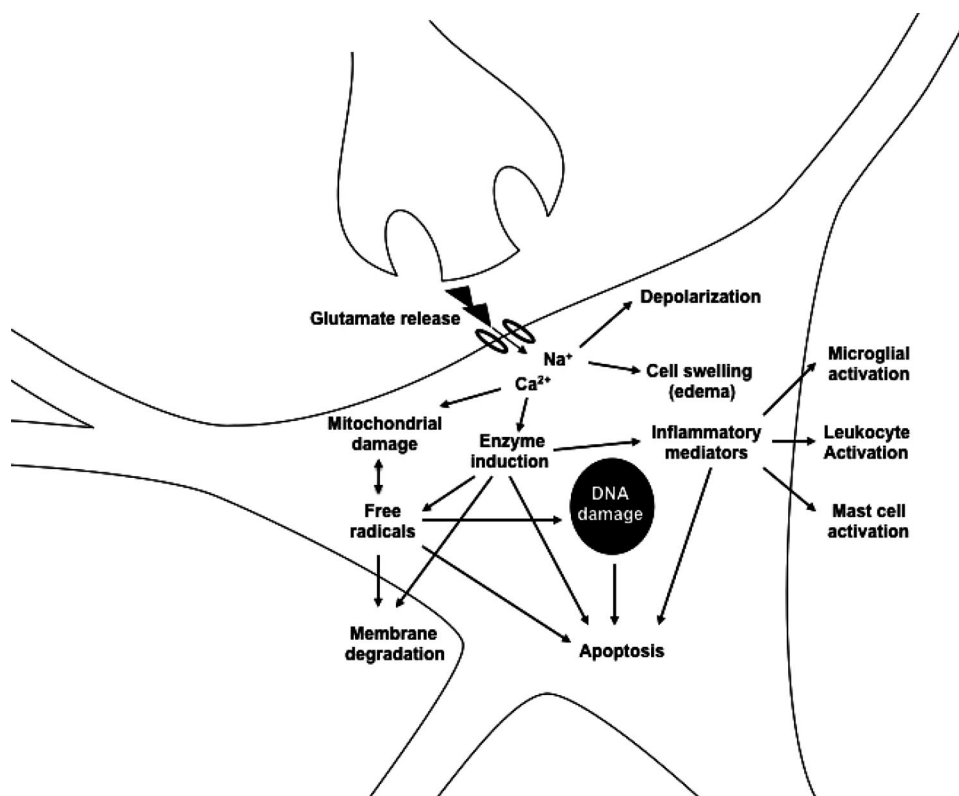 Glutamate release
Depolarization
Na⁺
Ca²⁺
Cell swelling
(edema)
Microglial
activation
Mitochondrial
damage
Enzyme
induction
Inflammatory
mediators
Leukocyte
Activation
Free
radicals
DNA
damage
Mast cell
activation
Membrane
degradation
Apoptosis